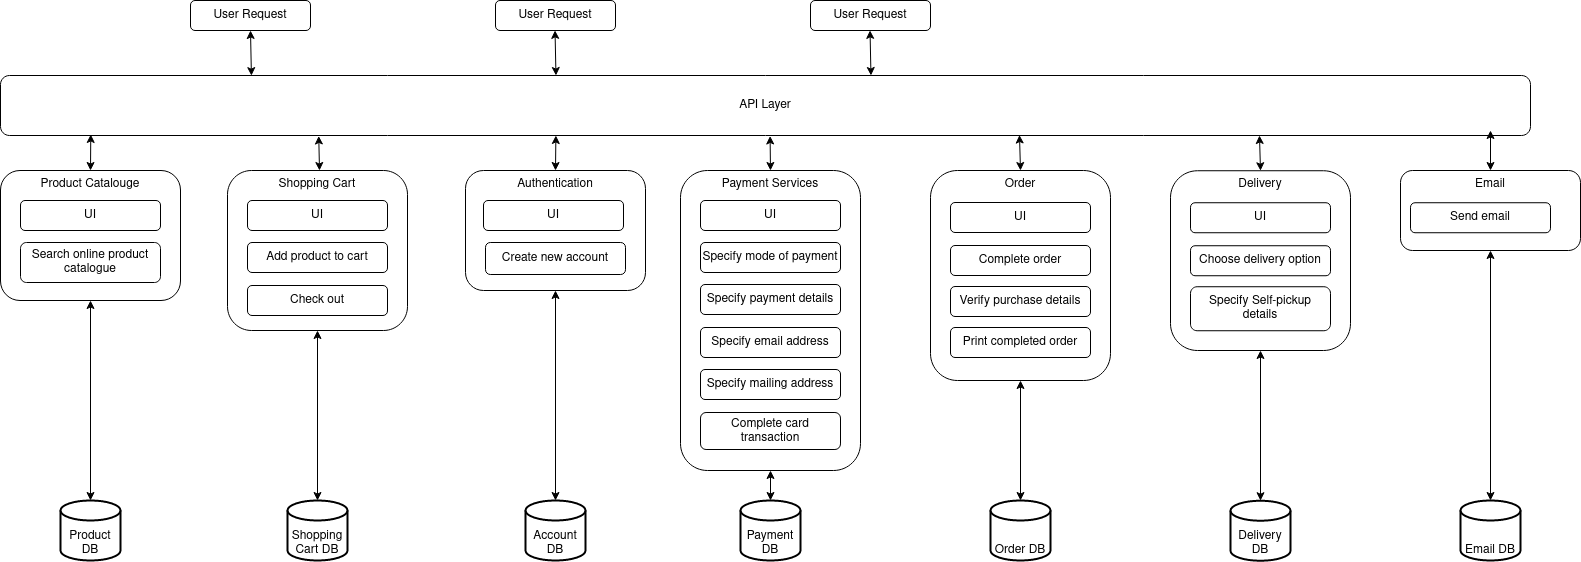 User Request
User Request
User Request
API Layer
Product Catalouge
UI
Search online product
catalogue
Shopping Cart
UI
Add product to cart
Check out
Authentication
UI
Create new account
Payment Services
UI
Specify mode of payment
Specify payment details
Specify email address
Specify mailing address
Complete card
transaction
Order
UI
Complete order
Verify purchase details
Print completed order
Delivery
UI
Choose delivery option
Specify Self-pickup
details
Email
Send email
Product
DB
Shopping
Cart DB
Account
DB
Payment
DB
Order DB
Delivery
DB
Email DB